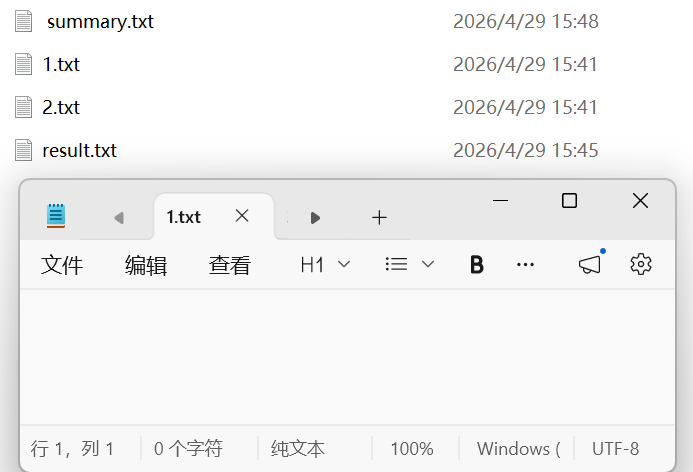 summary.txt 2026/4/29 15:48
1.txt 2026/4/29 15:41
2.txt 2026/4/29 15:41
result.txt 2026/4/29 15:45
1.txt
文件 编辑 查看 H1 B ...
行 1，列 1 0 个字符 纯文本 100% Windows ( UTF-8